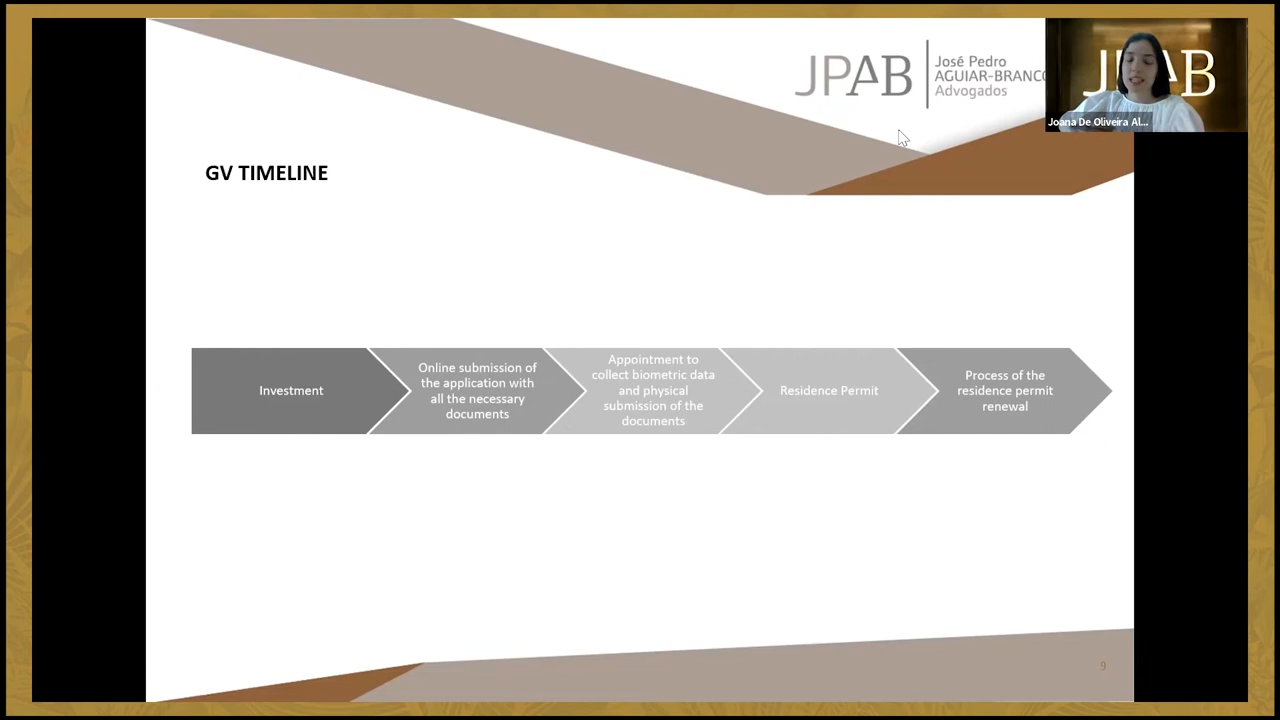 JPAB
José Pedro
AGUIAR-BRANCO
Advogados
JPAB
Joana De Oliveira Al...
GV TIMELINE
Investment
Online submission of
the application with
all the necessary
documents
Appointment to
collect biometric data
and physical
submission of the
documents
Residence Permit
Process of the
residence permit
renewal
9